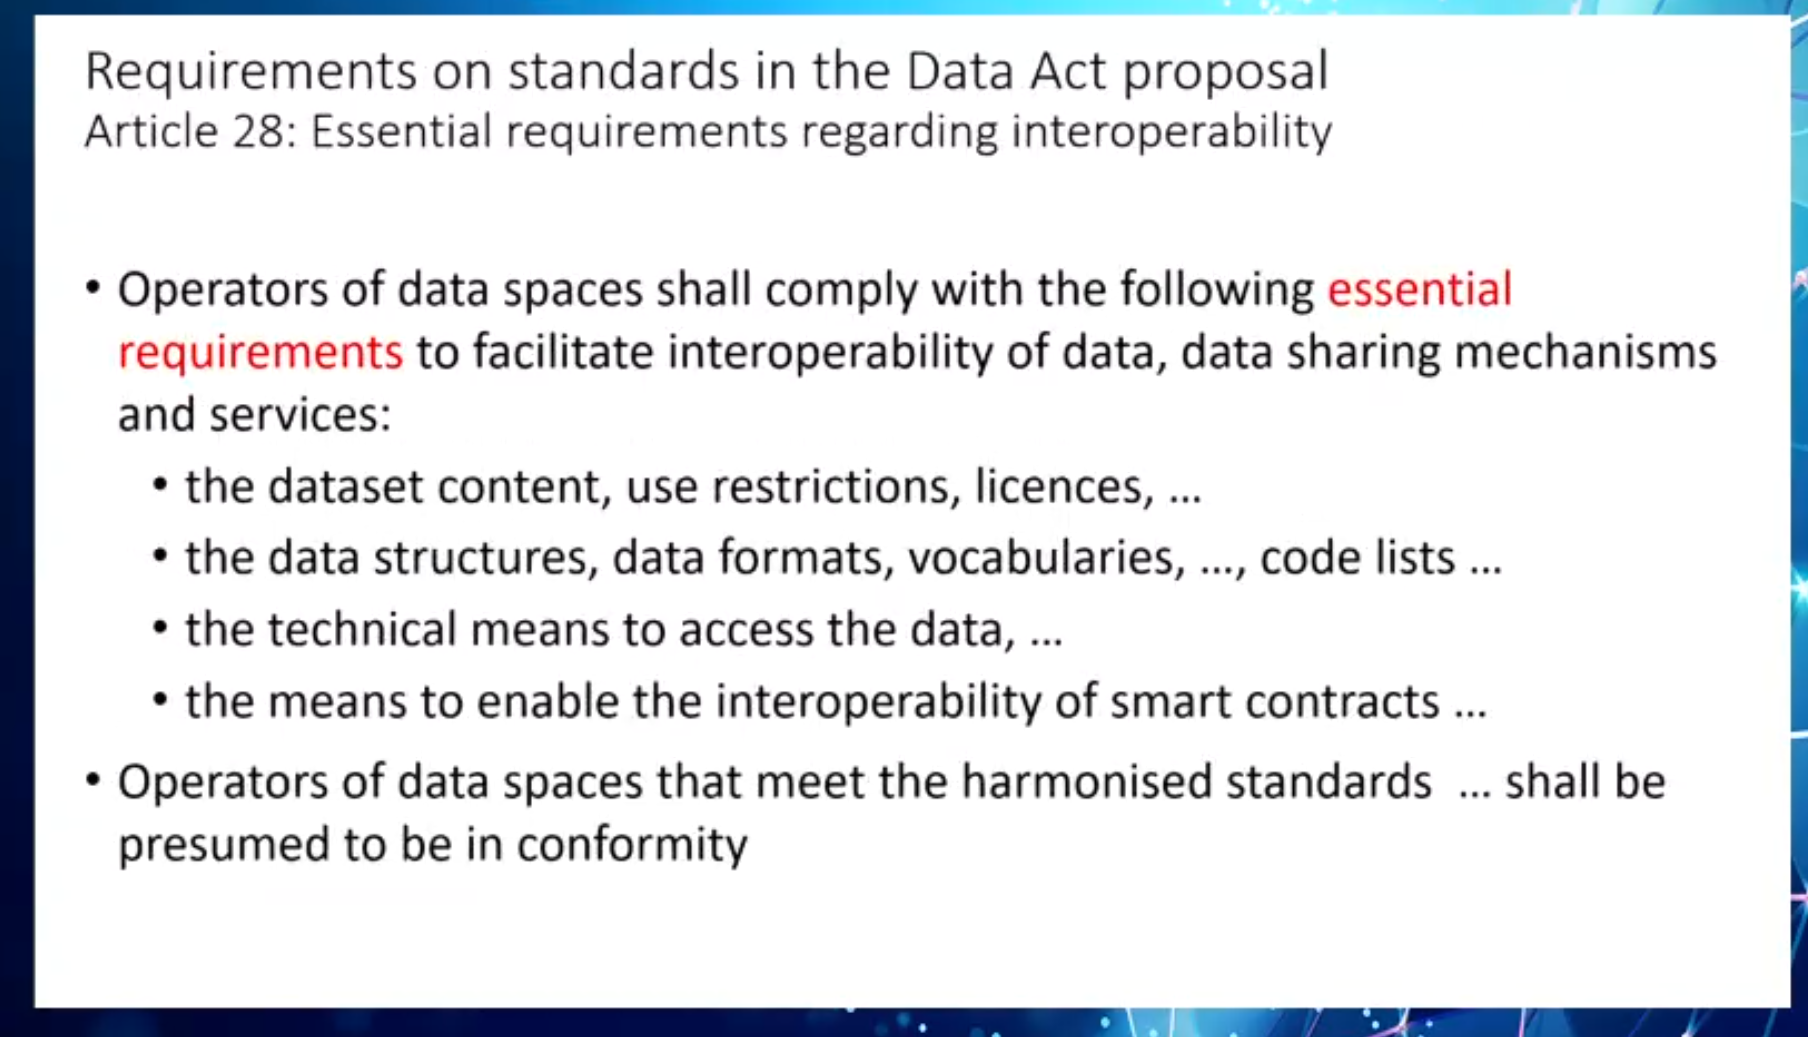 Requirements on standards in the Data Act proposal
Article 28: Essential requirements regarding interoperability
• Operators of data spaces shall comply with the following essential
requirements to facilitate interoperability of data, data sharing mechanisms
and services:
• the dataset content, use restrictions, licences, ...
• the data structures, data formats, vocabularies, ..., code lists ...
• the technical means to access the data, ...
• the means to enable the interoperability of smart contracts ...
• Operators of data spaces that meet the harmonised standards ... shall be
presumed to be in conformity